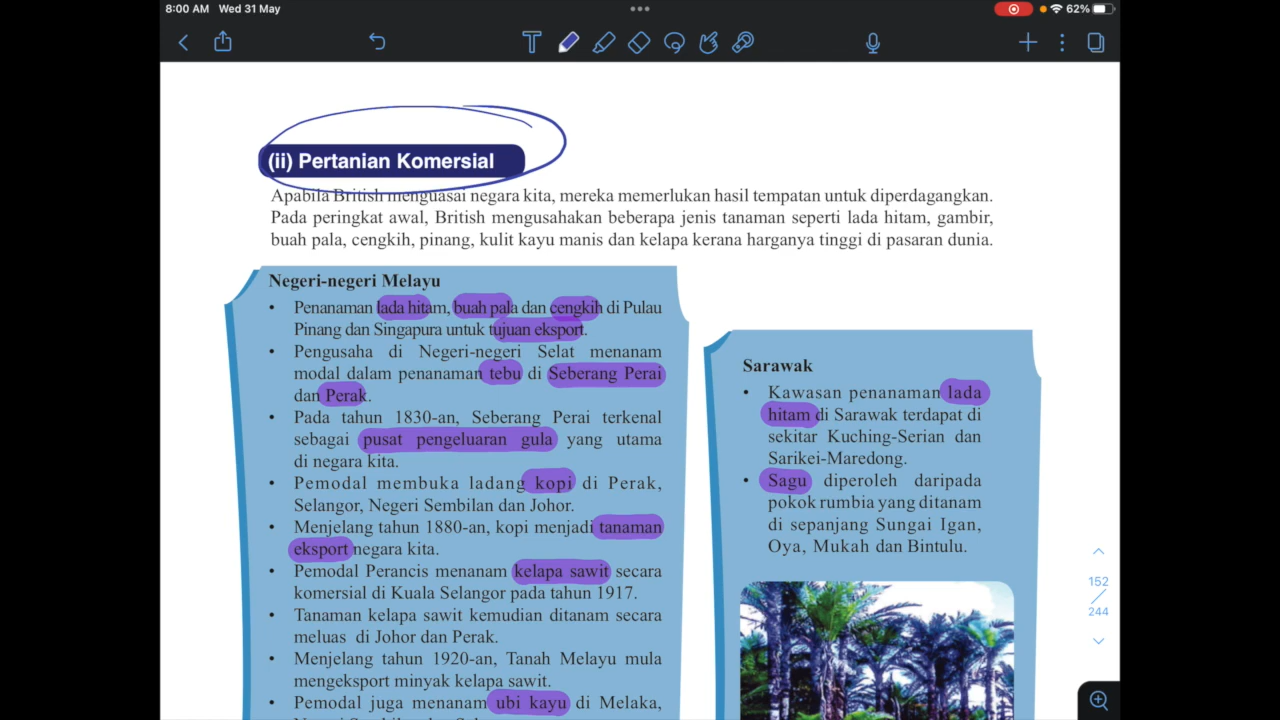 8:00 AM Wed 31 May
62%
(ii) Pertanian Komersial
Apabila British menguasai negara kita, mereka memerlukan hasil tempatan untuk diperdagangkan.
Pada peringkat awal, British mengusahakan beberapa jenis tanaman seperti lada hitam, gambir,
buah pala, cengkih, pinang, kulit kayu manis dan kelapa kerana harganya tinggi di pasaran dunia.
Negeri-negeri Melayu
• Penanaman lada hitam, buah pala dan cengkih di Pulau
Pinang dan Singapura untuk tujuan eksport.
• Pengusaha di Negeri-negeri Selat menanam
modal dalam penanaman tebu di Seberang Perai
dan Perak.
• Pada tahun 1830-an, Seberang Perai terkenal
sebagai pusat pengeluaran gula yang utama
di negara kita.
• Pemodal membuka ladang kopi di Perak,
Selangor, Negeri Sembilan dan Johor.
• Menjelang tahun 1880-an, kopi menjadi tanaman
eksport negara kita.
• Pemodal Perancis menanam kelapa sawit secara
komersial di Kuala Selangor pada tahun 1917.
• Tanaman kelapa sawit kemudian ditanam secara
meluas di Johor dan Perak.
• Menjelang tahun 1920-an, Tanah Melayu mula
mengeksport minyak kelapa sawit.
• Pemodal juga menanam ubi kayu di Melaka,
Sarawak
• Kawasan penanaman lada
hitam di Sarawak terdapat di
sekitar Kuching-Serian dan
Sarikei-Maredong.
• Sagu diperoleh daripada
pokok rumbia yang ditanam
di sepanjang Sungai Igan,
Oya, Mukah dan Bintulu.
152
244